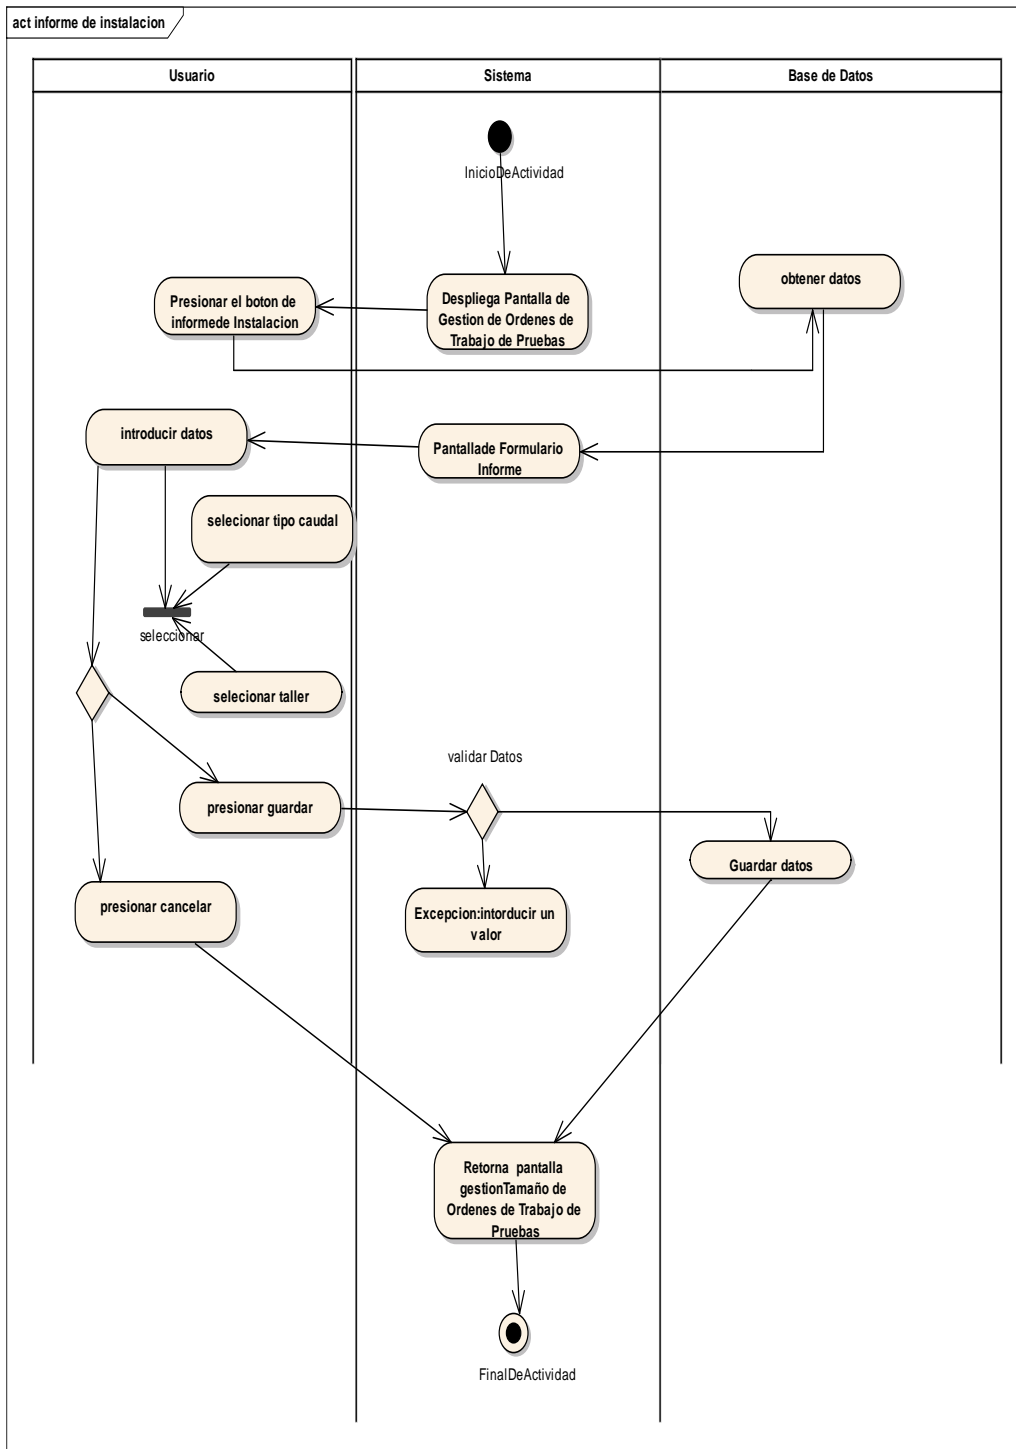 act informe de instalacion
Usuario
Sistema
Base de Datos
InicioDeActividad
Presionar el boton de
informede Instalacion
Despliega Pantalla de
Gestion de Ordenes de
Trabajo de Pruebas
obtener datos
introducir datos
Pantallade Formulario
Informe
selecionar tipo caudal
seleccionar
selecionar taller
validar Datos
presionar guardar
Guardar datos
presionar cancelar
Excepcion:intorducir un
valor
Retorna pantalla
gestionTamaño de
Ordenes de Trabajo de
Pruebas
FinalDeActividad